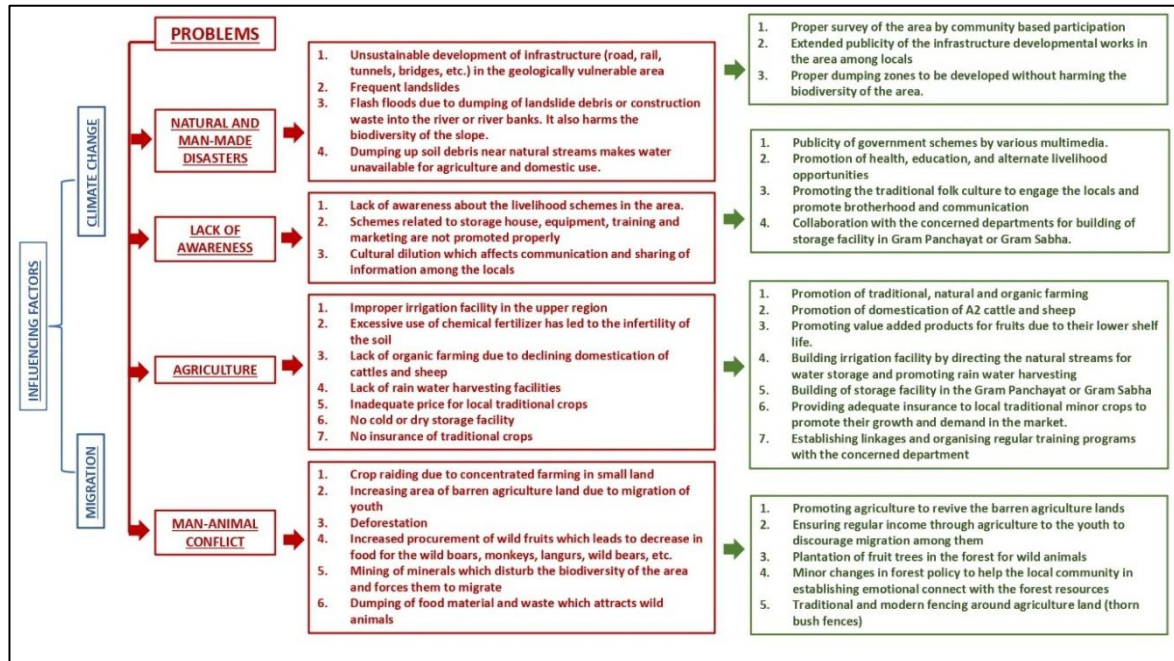 INFLUENCING FACTORS
CLIMATE CHANGE
MIGRATION
PROBLEMS
NATURAL AND
MAN-MADE
DISASTERS
1. Unsustainable development of infrastructure (road, rail,
tunnels, bridges, etc.) in the geologically vulnerable area
2. Frequent landslides
3. Flash floods due to dumping of landslide debris or construction
waste into the river or river banks. It also harms the
biodiversity of the slope.
4. Dumping up soil debris near natural streams makes water
unavailable for agriculture and domestic use.
1. Proper survey of the area by community based participation
2. Extended publicity of the infrastructure developmental works in
the area among locals
3. Proper dumping zones to be developed without harming the
biodiversity of the area.
LACK OF
AWARENESS
1. Lack of awareness about the livelihood schemes in the area.
2. Schemes related to storage house, equipment, training and
marketing are not promoted properly
3. Cultural dilution which affects communication and sharing of
information among the locals
1. Publicity of government schemes by various multimedia.
2. Promotion of health, education, and alternate livelihood
opportunities
3. Promoting the traditional folk culture to engage the locals and
promote brotherhood and communication
4. Collaboration with the concerned departments for building of
storage facility in Gram Panchayat or Gram Sabha.
AGRICULTURE
1. Improper irrigation facility in the upper region
2. Excessive use of chemical fertilizer has led to the infertility of
the soil
3. Lack of organic farming due to declining domestication of
cattles and sheep
4. Lack of rain water harvesting facilities
5. Inadequate price for local traditional crops
6. No cold or dry storage facility
7. No insurance of traditional crops
1. Promotion of traditional, natural and organic farming
2. Promotion of domestication of A2 cattle and sheep
3. Promoting value added products for fruits due to their lower shelf
life.
4. Building irrigation facility by directing the natural streams for
water storage and promoting rain water harvesting
5. Building of storage facility in the Gram Panchayat or Gram Sabha
6. Providing adequate insurance to local traditional minor crops to
promote their growth and demand in the market.
7. Establishing linkages and organising regular training programs
with the concerned department
MAN-ANIMAL
CONFLICT
1. Crop raiding due to concentrated farming in small land
2. Increasing area of barren agriculture land due to migration of
youth
3. Deforestation
4. Increased procurement of wild fruits which leads to decrease in
food for the wild boars, monkeys, langurs, wild bears, etc.
5. Mining of minerals which disturb the biodiversity of the area
and forces them to migrate
6. Dumping of food material and waste which attracts wild
animals
1. Promoting agriculture to revive the barren agriculture lands
2. Ensuring regular income through agriculture to the youth to
discourage migration among them
3. Plantation of fruit trees in the forest for wild animals
4. Minor changes in forest policy to help the local community in
establishing emotional connect with the forest resources
5. Traditional and modern fencing around agriculture land (thorn
bush fences)